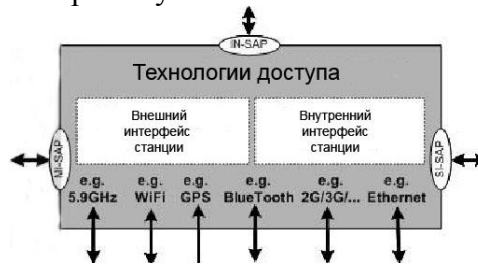 IN-SAP
Технологии доступа
Внешний
интерфейс
станции
Внутренний
интерфейс
станции
MI-SAP
SI-SAP
e.g. e.g. e.g. e.g. e.g. e.g.
5.9GHz WiFi GPS BlueTooth 2G/3G/... Ethernet